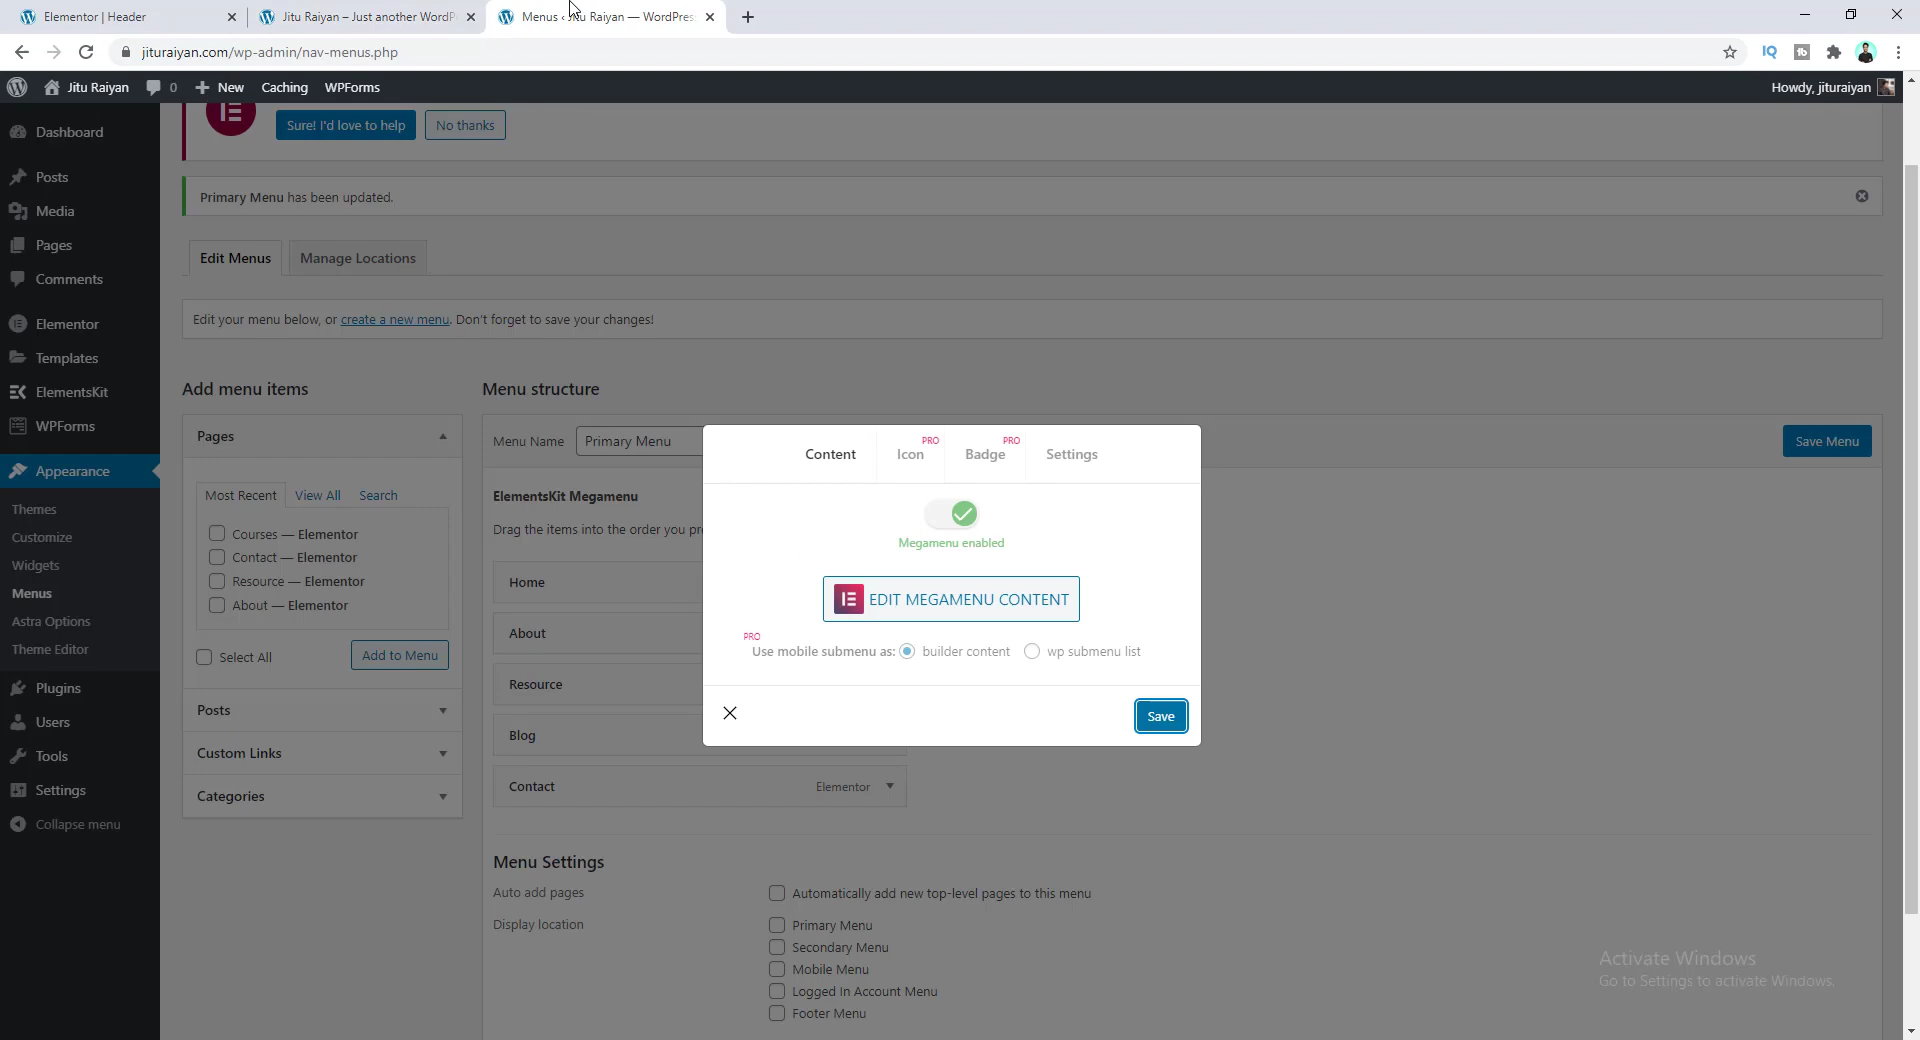 Elementor | Header
Jitu Raiyan – Just another WordP
Menus ‹ Jitu Raiyan — WordPres
jituraiyan.com/wp-admin/nav-menus.php
Jitu Raiyan
0
New
Caching
WPForms
Howdy, jituraiyan
Dashboard
Posts
Media
Pages
Comments
Elementor
Templates
ElementsKit
WPForms
Appearance
Themes
Customize
Widgets
Menus
Astra Options
Theme Editor
Plugins
Users
Tools
Settings
Collapse menu
Sure! I'd love to help
No thanks
Primary Menu has been updated.
Edit Menus
Manage Locations
Edit your menu below, or create a new menu. Don't forget to save your changes!
Add menu items
Pages
Most Recent
View All
Search
Courses — Elementor
Contact — Elementor
Resource — Elementor
About — Elementor
Select All
Add to Menu
Posts
Custom Links
Categories
Menu structure
Menu Name
Primary Menu
Save Menu
ElementsKit Megamenu
Drag the items into the order you pr
Home
About
Resource
Blog
Contact
Elementor
Content
Icon
PRO
Badge
PRO
Settings
Megamenu enabled
EDIT MEGAMENU CONTENT
PRO
Use mobile submenu as:
builder content
wp submenu list
Save
Menu Settings
Auto add pages
Automatically add new top-level pages to this menu
Display location
Primary Menu
Secondary Menu
Mobile Menu
Logged In Account Menu
Footer Menu
Activate Windows
Go to Settings to activate Windows.